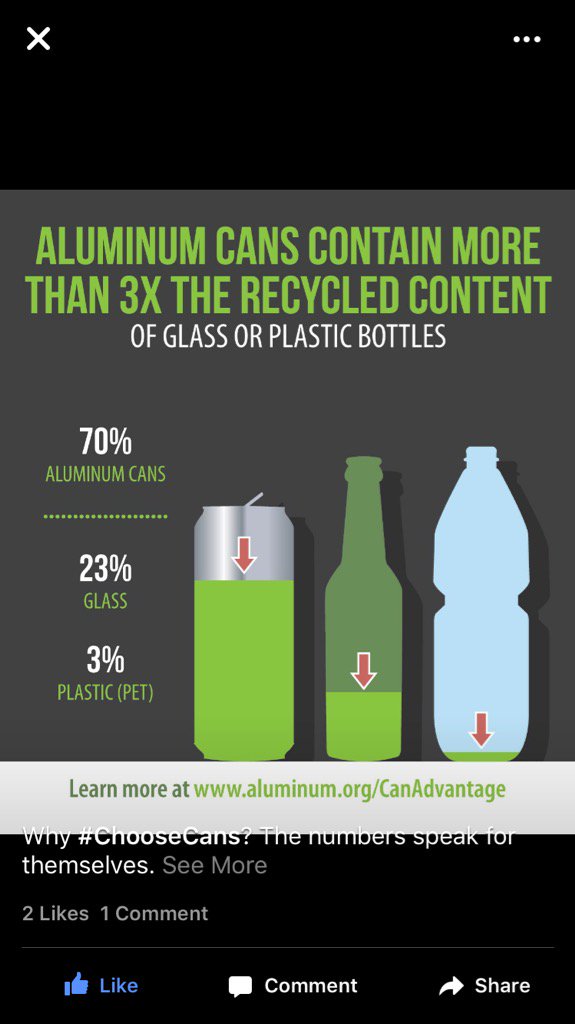 ALUMINUM CANS CONTAIN MORE
THAN 3X THE RECYCLED CONTENT
OF GLASS OR PLASTIC BOTTLES
70%
ALUMINUM CANS
23%
GLASS
3%
PLASTIC (PET)
Learn more at www.aluminum.org/CanAdvantage
Why #ChooseCans? The numbers speak for
themselves. See More
2 Likes 1 Comment
Like Comment Share